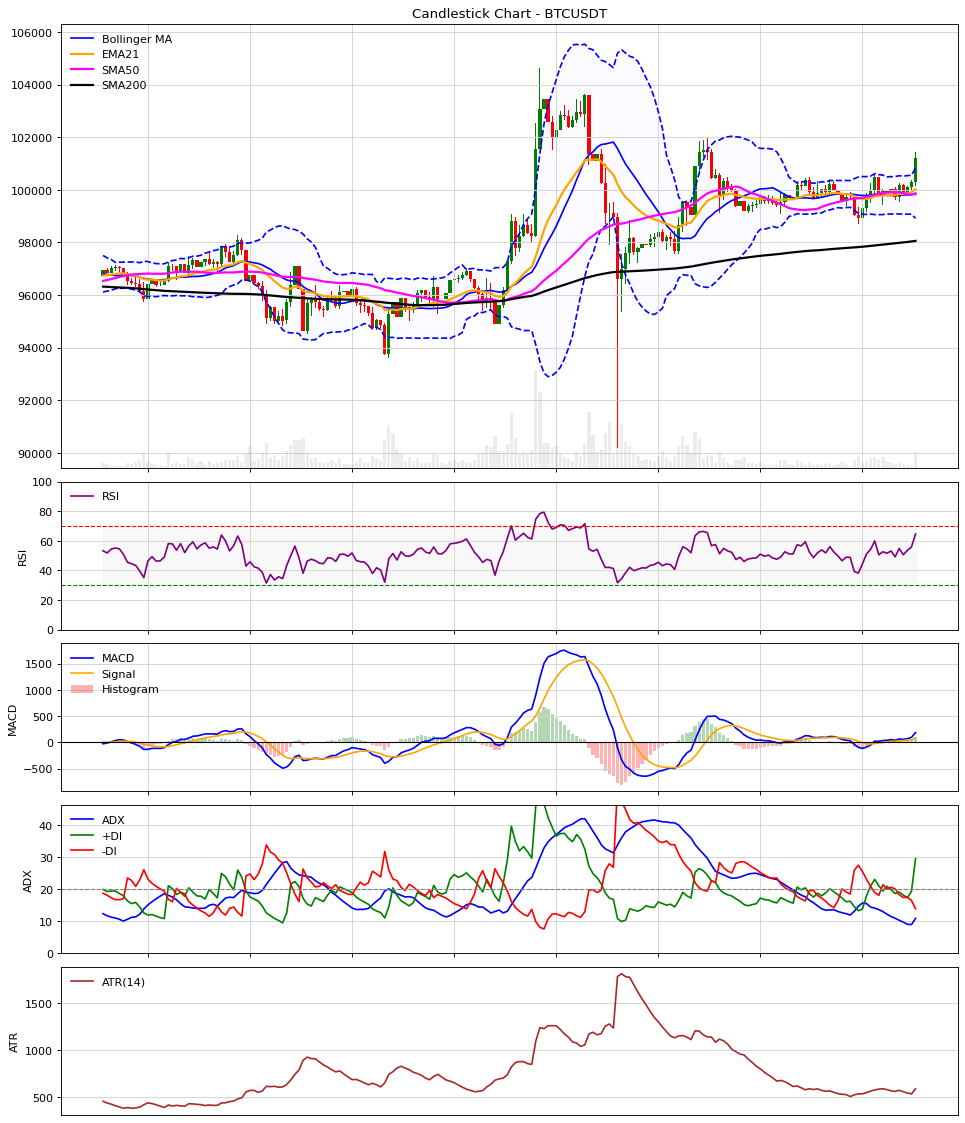 Candlestick Chart - BTCUSDT
106000
104000
102000
100000
98000
96000
94000
92000
90000
Bollinger MA
EMA21
SMA50
SMA200
100
80
60
40
20
0
RSI
RSI
1500
1000
500
0
−500
MACD
MACD
Signal
Histogram
40
30
20
10
0
ADX
ADX
+DI
-DI
1500
1000
500
ATR
ATR(14)